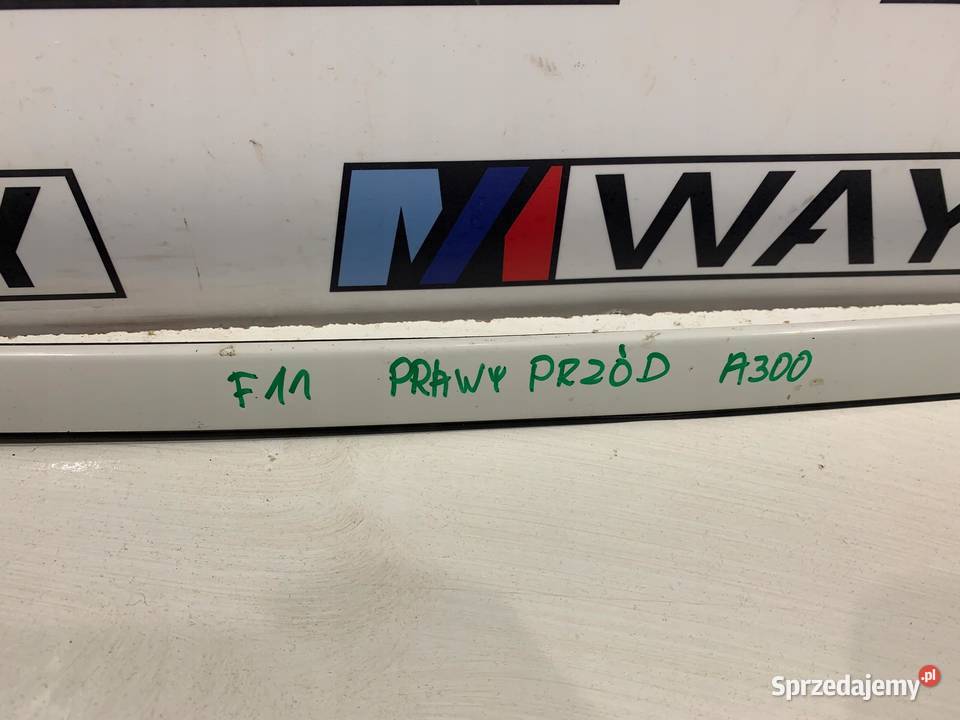 M WAY
F11 PRAWY PRZÓD A300
Sprzedajemy.pl